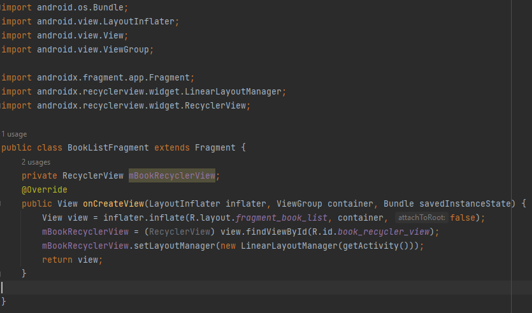 import android.os.Bundle;
import android.view.LayoutInflater;
import android.view.View;
import android.view.ViewGroup;
import androidx.fragment.app.Fragment;
import androidx.recyclerview.widget.LinearLayoutManager;
import androidx.recyclerview.widget.RecyclerView;
1 usage
public class BookListFragment extends Fragment {
2 usages
private RecyclerView mBookRecyclerView;
@Override
public View onCreateView(LayoutInflater inflater, ViewGroup container, Bundle savedInstanceState) {
View view = inflater.inflate(R.layout.fragment_book_list, container, attachToRoot: false);
mBookRecyclerView = (RecyclerView) view.findViewById(R.id.book_recycler_view);
mBookRecyclerView.setLayoutManager(new LinearLayoutManager(getActivity()));
return view;
}
}